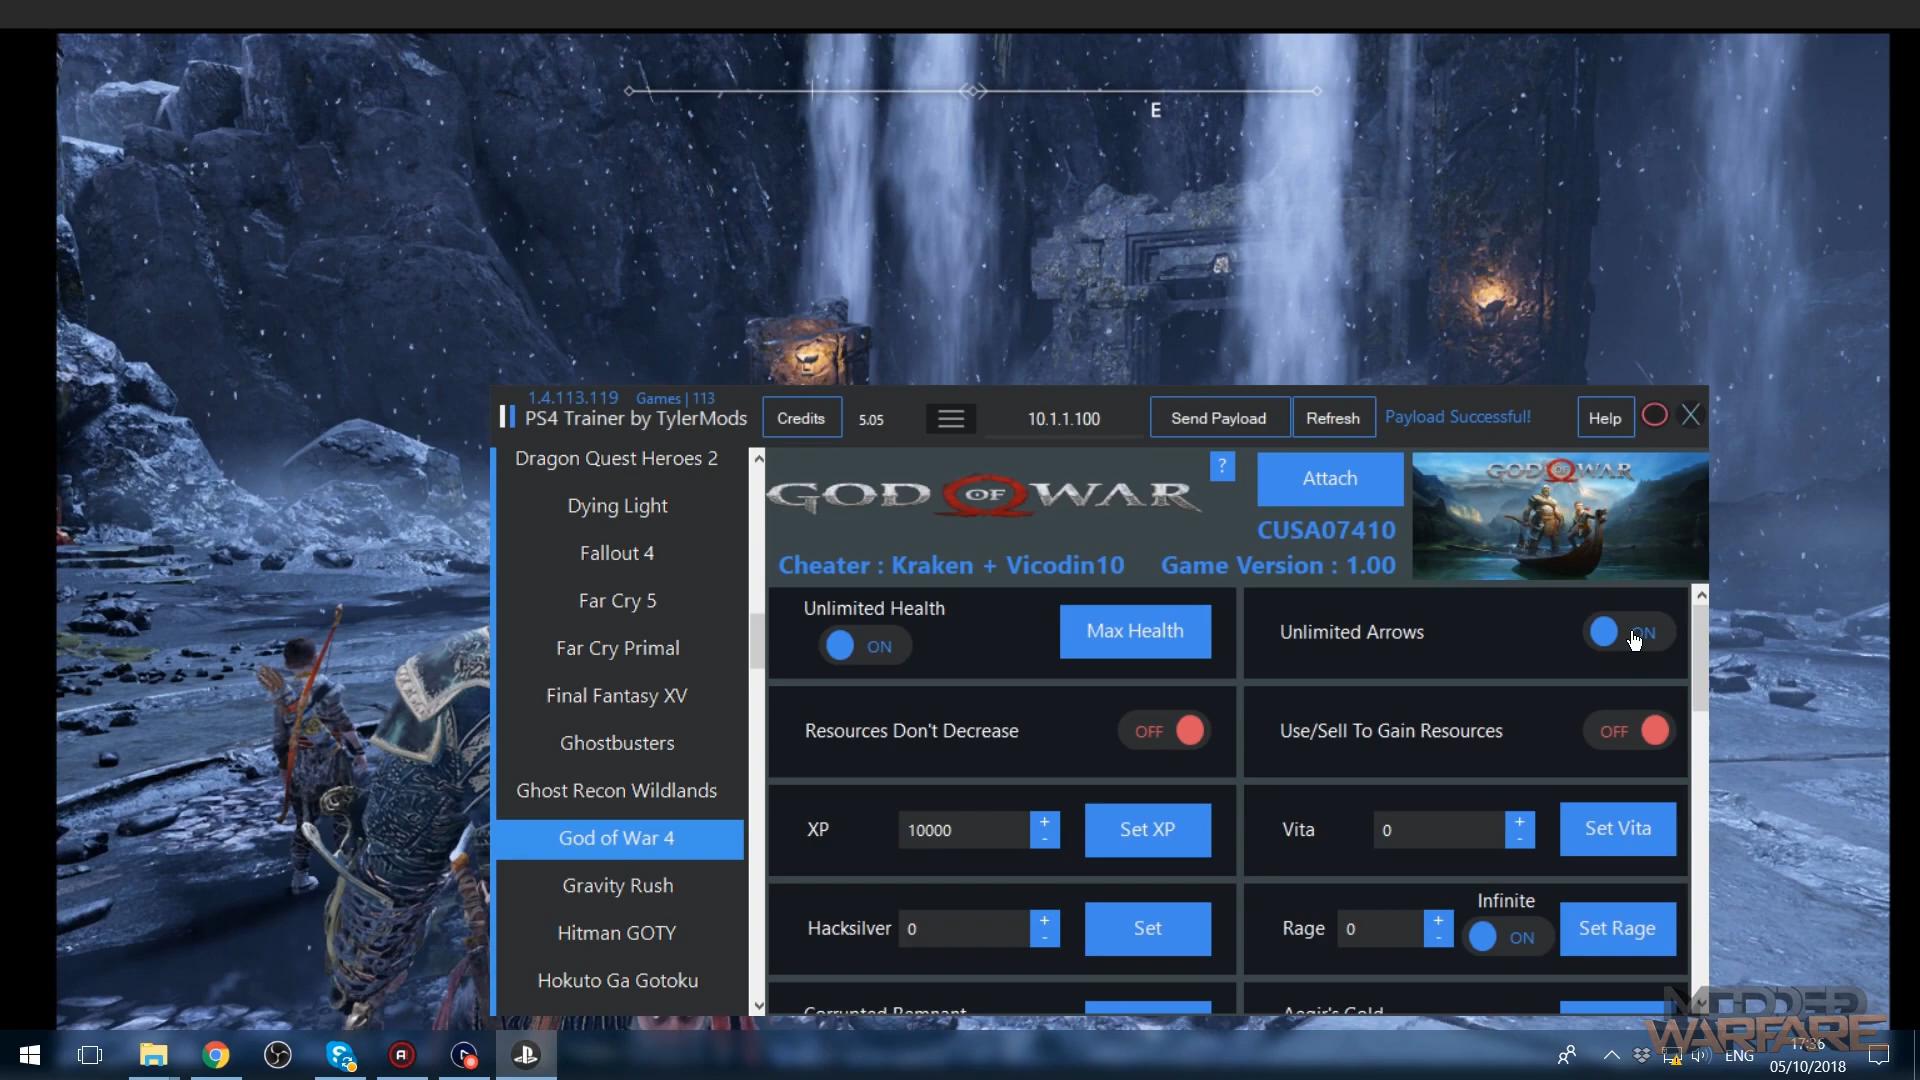 E
1.4.113.119 Games | 113
PS4 Trainer by TylerMods
Credits
5.05
10.1.1.100
Send Payload
Refresh
Payload Successful!
Help
X
Dragon Quest Heroes 2
Dying Light
Fallout 4
Far Cry 5
Far Cry Primal
Final Fantasy XV
Ghostbusters
Ghost Recon Wildlands
God of War 4
Gravity Rush
Hitman GOTY
Hokuto Ga Gotoku
GOD OF WAR
?
Attach
CUSA07410
GOD OF WAR
Cheater : Kraken + Vicodin10
Game Version : 1.00
Unlimited Health
ON
Max Health
Unlimited Arrows
ON
Resources Don't Decrease
OFF
Use/Sell To Gain Resources
OFF
XP
10000
+
-
Set XP
Vita
0
+
-
Set Vita
Hacksilver
0
+
-
Set
Rage
0
+
-
Infinite
ON
Set Rage
Corrupted Remnant
Aegir's Gold
MODDED
WARFARE
ENG
17:36
05/10/2018